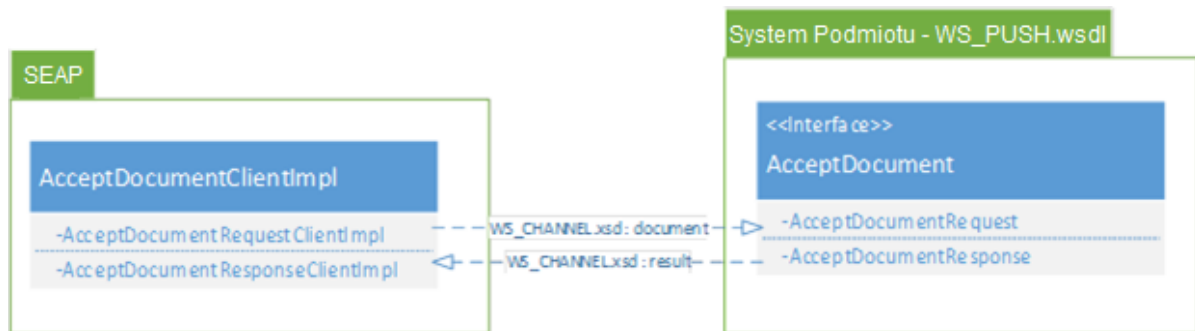 System Podmiotu - WS_PUSH.wsdl
SEAP
<<Interface>>
AcceptDocument
AcceptDocumentClientImpl
-AcceptDocumentRequestClientImpl
WS_CHANNEL.xsd : document
-AcceptDocumentRequest
-AcceptDocumentResponseClientImpl
WS_CHANNEL.xsd : result
-AcceptDocumentResponse